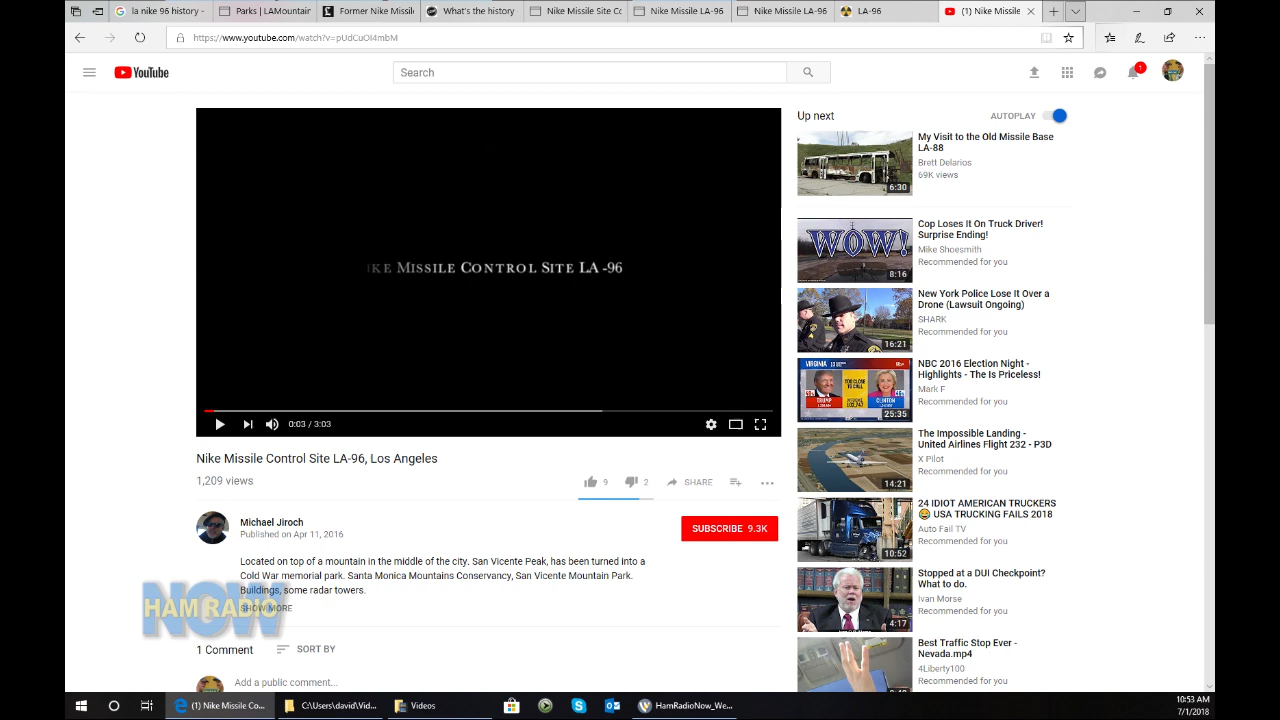 la nike 96 history -
Parks | LAMountain
Former Nike Missile
What's the history
Nike Missile Site Cc
Nike Missile LA-96
Nike Missile LA-96
LA-96
(1) Nike Missile
https://www.youtube.com/watch?v=pUdCuOI4mbM
YouTube
Search
1
IKE MISSILE CONTROL SITE LA -96
0:03 / 3:03
Nike Missile Control Site LA-96, Los Angeles
1,209 views
9
2
SHARE
Michael Jiroch
Published on Apr 11, 2016
SUBSCRIBE 9.3K
Located on top of a mountain in the middle of the city. San Vicente Peak, has been turned into a
Cold War memorial park. Santa Monica Mountains Conservancy, San Vicente Mountain Park.
Buildings, some radar towers.
SHOW MORE
HAM RADIO
NOW
1 Comment
SORT BY
Add a public comment...
Up next
AUTOPLAY
6:30
My Visit to the Old Missile Base
LA-88
Brett Delarios
69K views
WOW!
8:16
Cop Loses It On Truck Driver!
Surprise Ending!
Mike Shoesmith
Recommended for you
16:21
New York Police Lose It Over a
Drone (Lawsuit Ongoing)
SHARK
Recommended for you
VIRGINIA
TOO CLOSE
TO CALL
TRUMP
CLINTON
25:35
NBC 2016 Election Night -
Highlights - The Is Priceless!
Mark F
Recommended for you
14:21
The Impossible Landing -
United Airlines Flight 232 - P3D
X Pilot
Recommended for you
10:52
24 IDIOT AMERICAN TRUCKERS
😂 USA TRUCKING FAILS 2018
Auto Fail TV
Recommended for you
4:17
Stopped at a DUI Checkpoint?
What to do.
Ivan Morse
Recommended for you
Best Traffic Stop Ever -
Nevada.mp4
4Liberty100
Recommended for you
(1) Nike Missile Co...
C:\Users\david\Vid...
Videos
HamRadioNow_We...
10:53 AM
7/1/2018